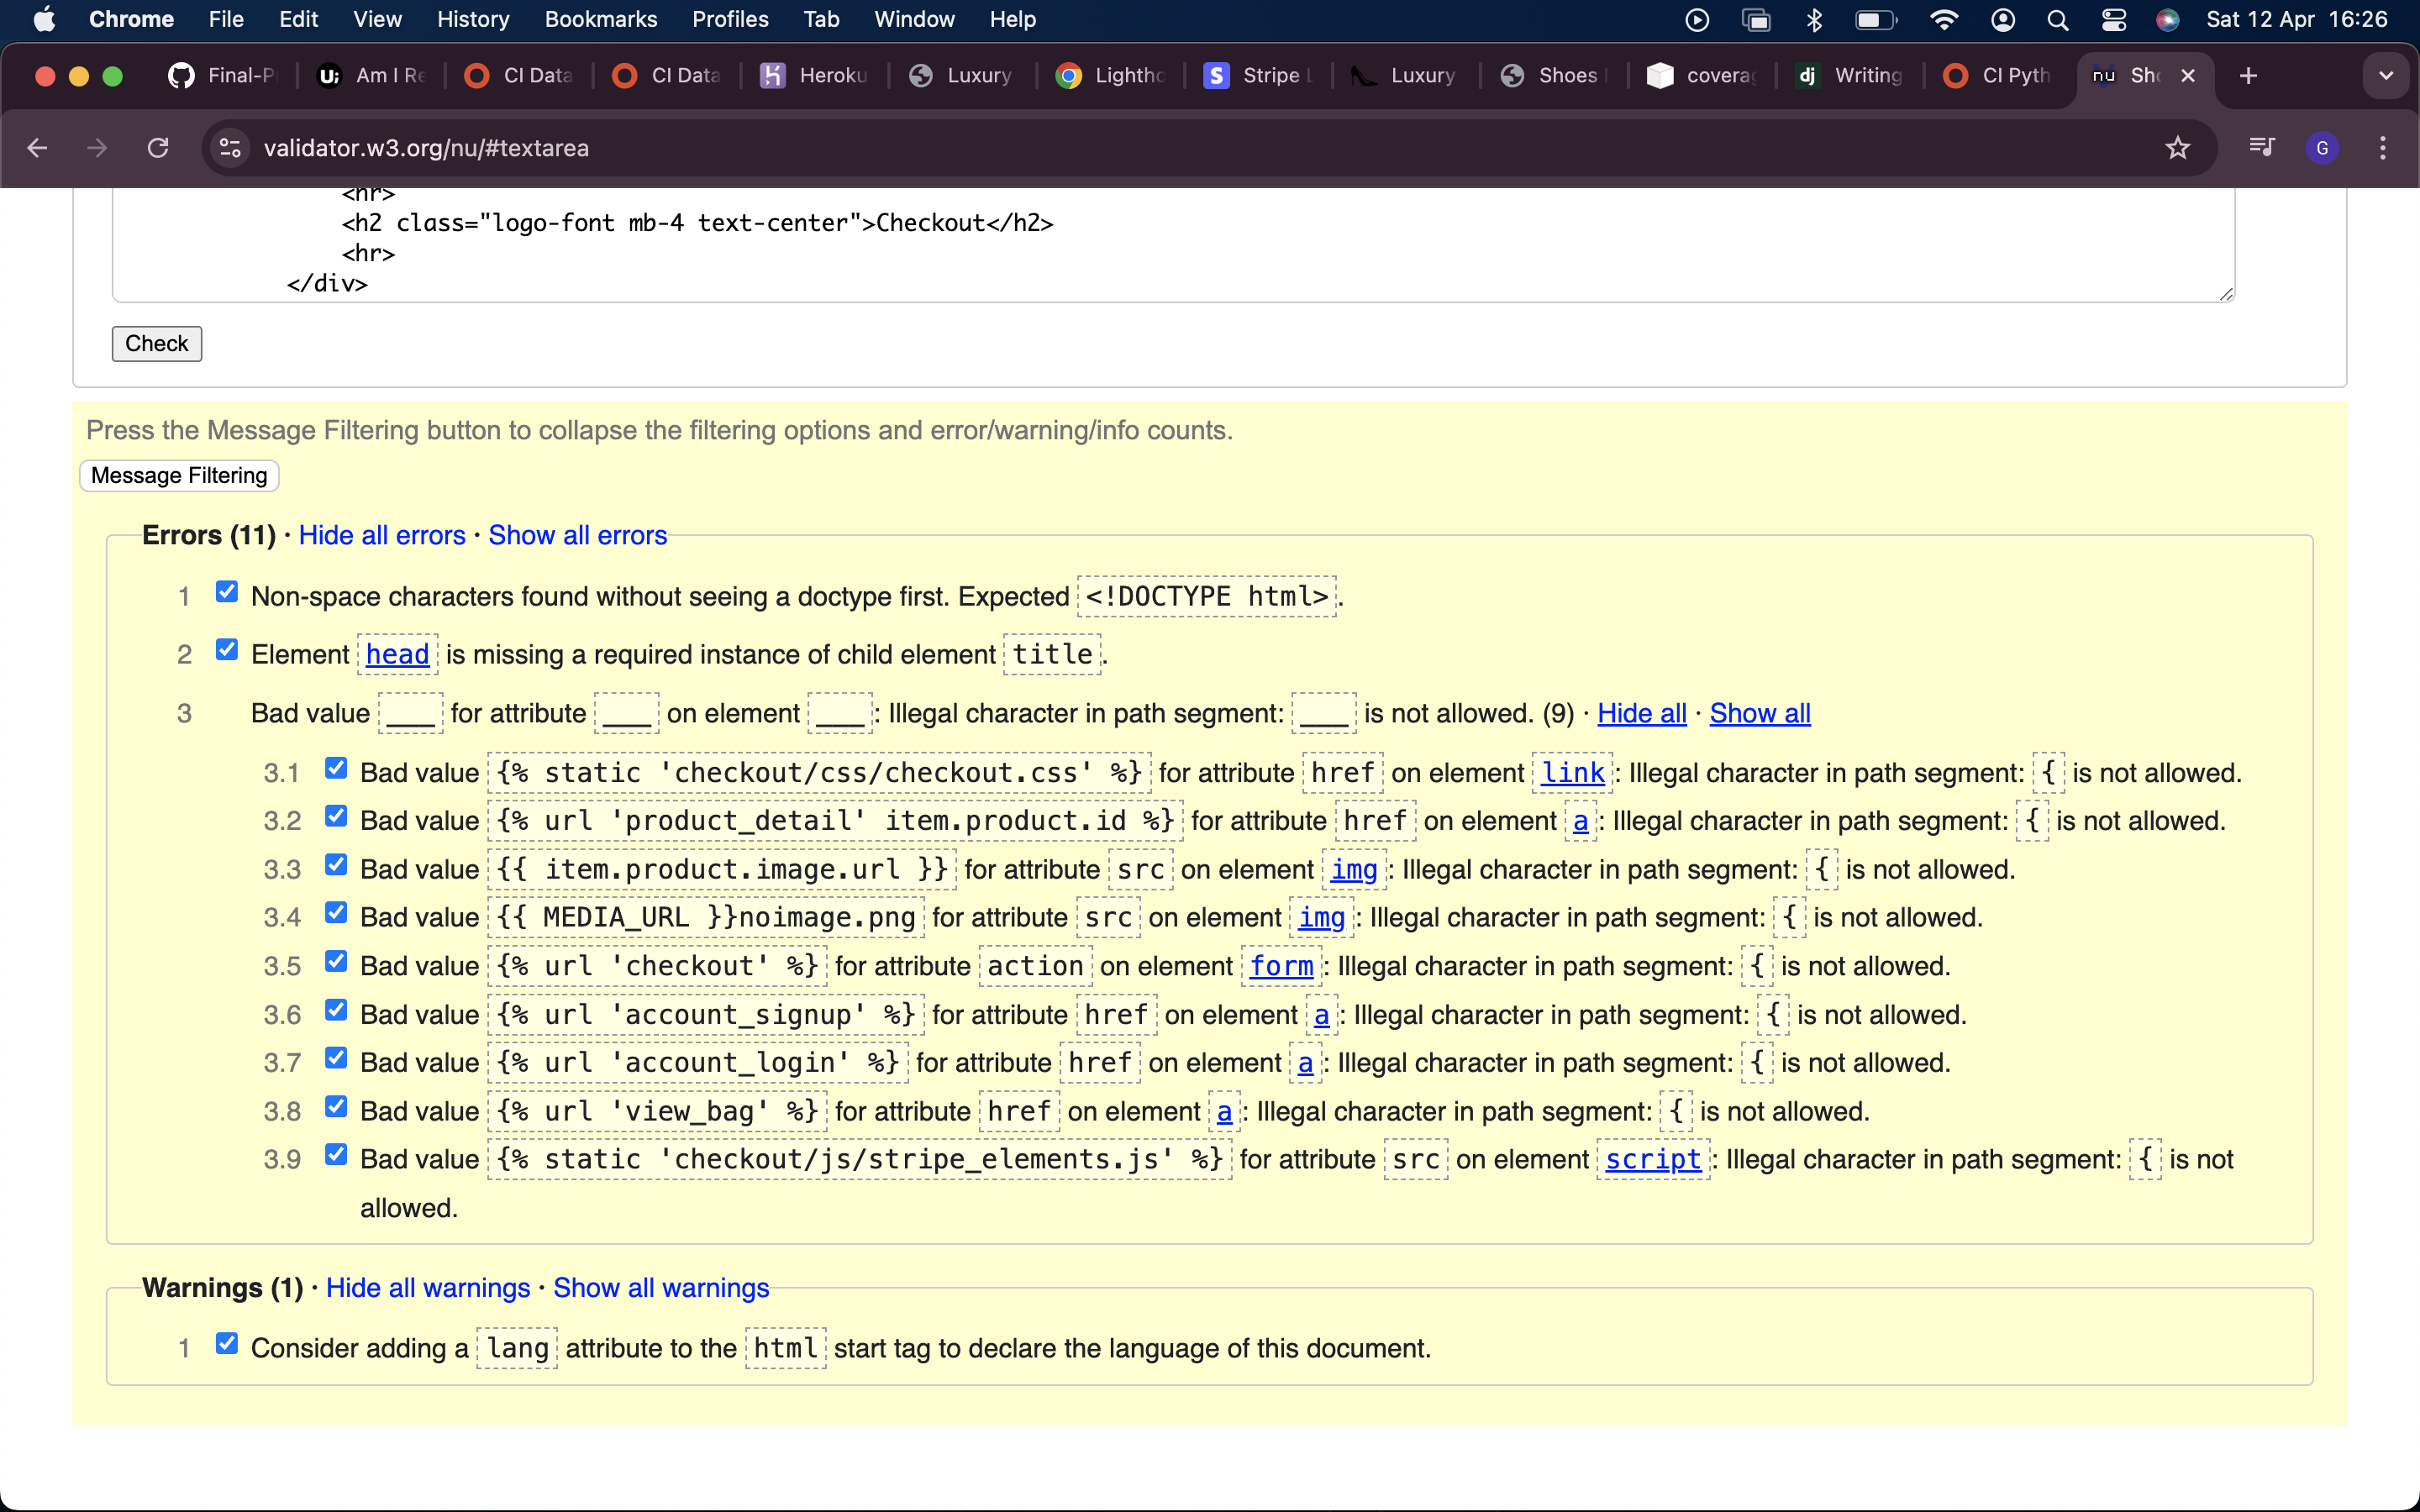 Chrome File Edit View History Bookmarks Profiles Tab Window Help Sat 12 Apr 16:26
Final-P Am I Re CI Data CI Data Heroku Luxury Lightho Stripe L Luxury Shoes coverag dj Writing CI Pyth nu Sho
validator.w3.org/nu/#textarea G
<hr>
<h2 class="logo-font mb-4 text-center">Checkout</h2>
<hr>
</div>
Check
Press the Message Filtering button to collapse the filtering options and error/warning/info counts.
Message Filtering
Errors (11) · Hide all errors · Show all errors
1 Non-space characters found without seeing a doctype first. Expected <!DOCTYPE html>.
2 Element head is missing a required instance of child element title.
3 Bad value ___ for attribute ___ on element ___: Illegal character in path segment: ___ is not allowed. (9) · Hide all · Show all
3.1 Bad value {% static 'checkout/css/checkout.css' %} for attribute href on element link: Illegal character in path segment: { is not allowed.
3.2 Bad value {% url 'product_detail' item.product.id %} for attribute href on element a: Illegal character in path segment: { is not allowed.
3.3 Bad value {{ item.product.image.url }} for attribute src on element img: Illegal character in path segment: { is not allowed.
3.4 Bad value {{ MEDIA_URL }}noimage.png for attribute src on element img: Illegal character in path segment: { is not allowed.
3.5 Bad value {% url 'checkout' %} for attribute action on element form: Illegal character in path segment: { is not allowed.
3.6 Bad value {% url 'account_signup' %} for attribute href on element a: Illegal character in path segment: { is not allowed.
3.7 Bad value {% url 'account_login' %} for attribute href on element a: Illegal character in path segment: { is not allowed.
3.8 Bad value {% url 'view_bag' %} for attribute href on element a: Illegal character in path segment: { is not allowed.
3.9 Bad value {% static 'checkout/js/stripe_elements.js' %} for attribute src on element script: Illegal character in path segment: { is not
allowed.
Warnings (1) · Hide all warnings · Show all warnings
1 Consider adding a lang attribute to the html start tag to declare the language of this document.